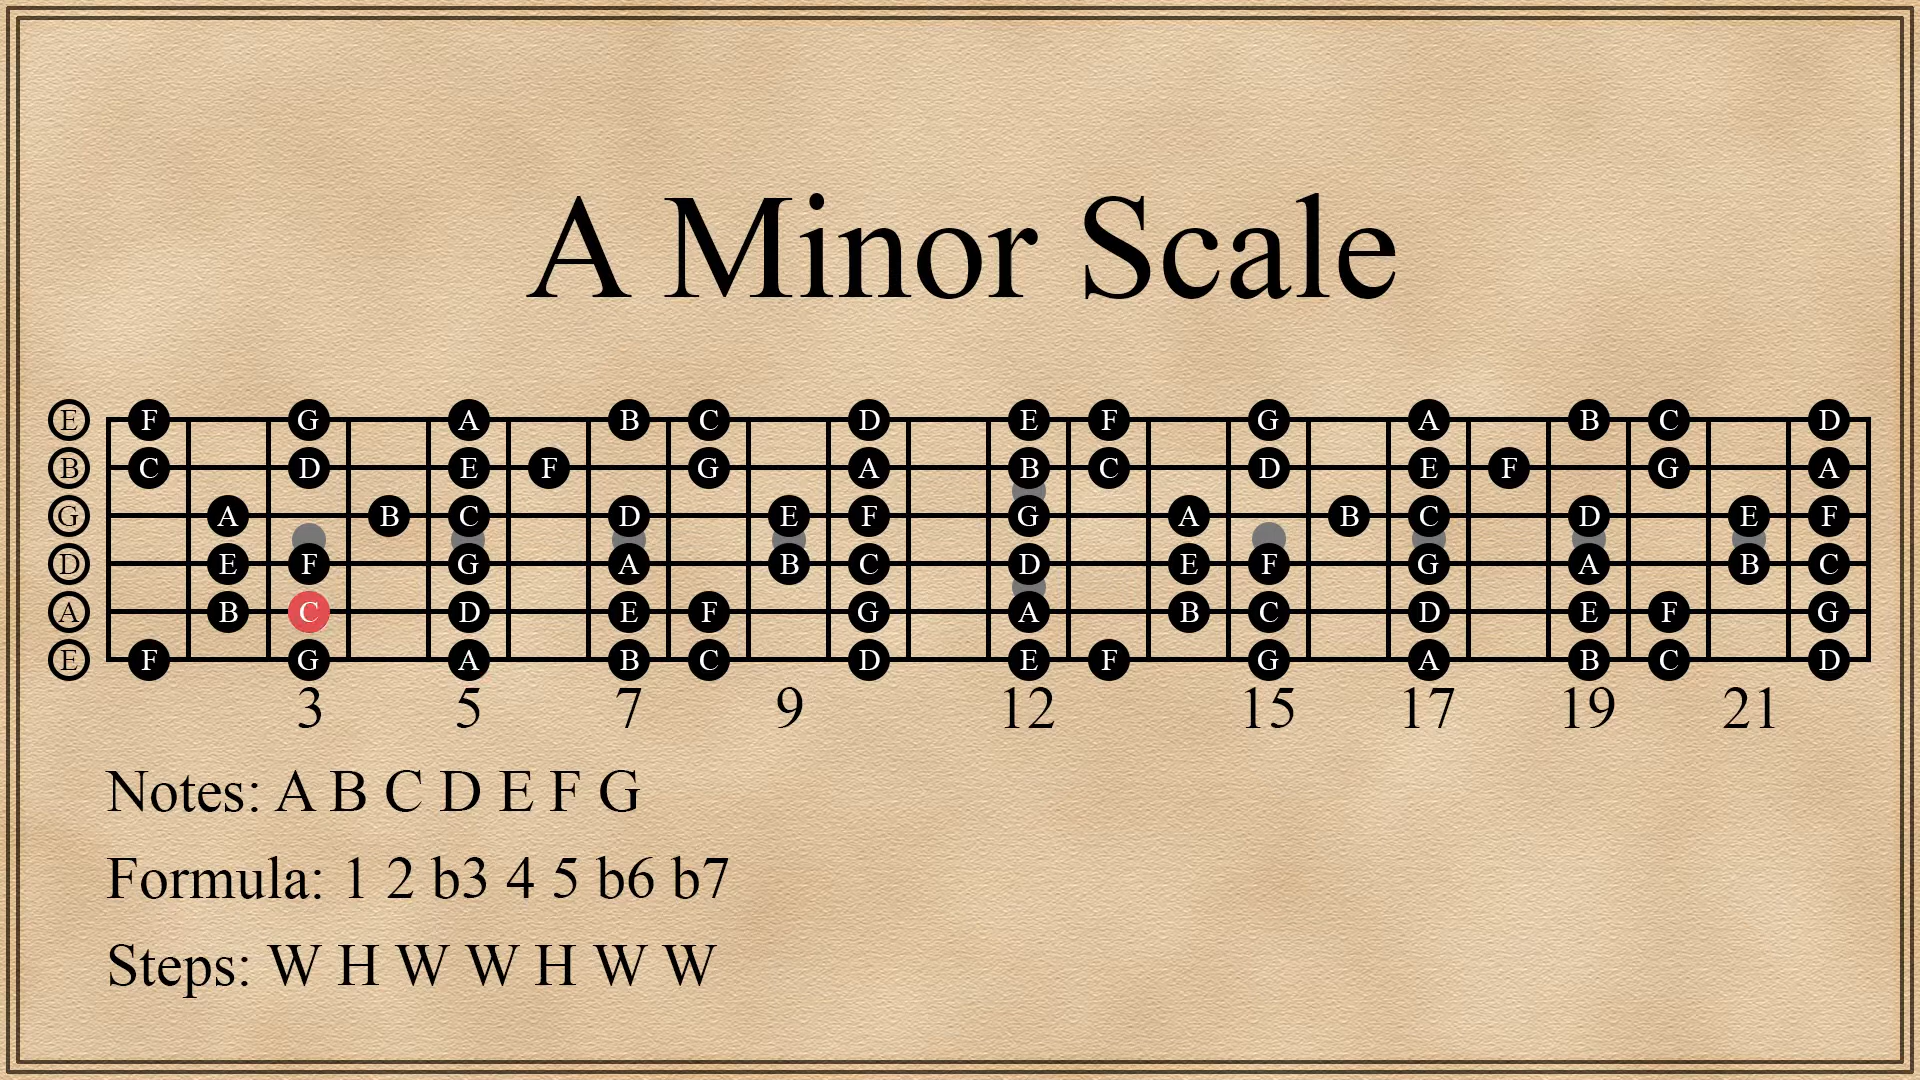 A Minor Scale
E F G A B C D E F G A B C D
B C D E F G A B C D E F G A
G A B C D E F G A B C D E F
D E F G A B C D E F G A B C
A B C D E F G A B C D E F G
E F G A B C D E F G A B C D
3 5 7 9 12 15 17 19 21
Notes: A B C D E F G
Formula: 1 2 b3 4 5 b6 b7
Steps: W H W W H W W